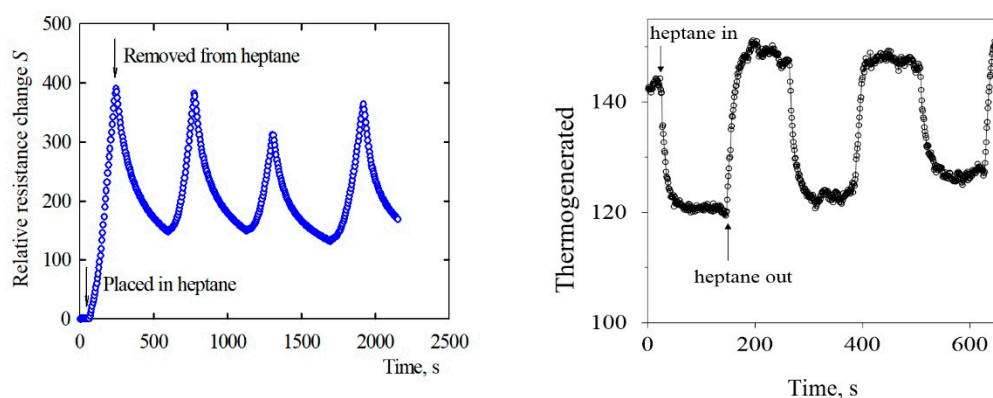 Relative resistance change S
500
400
300
200
100
0
Removed from heptane
Placed in heptane
0 500 1000 1500 2000 2500
Time, s
Thermogenerated
140
120
100
heptane in
heptane out
0 200 400 600
Time, s